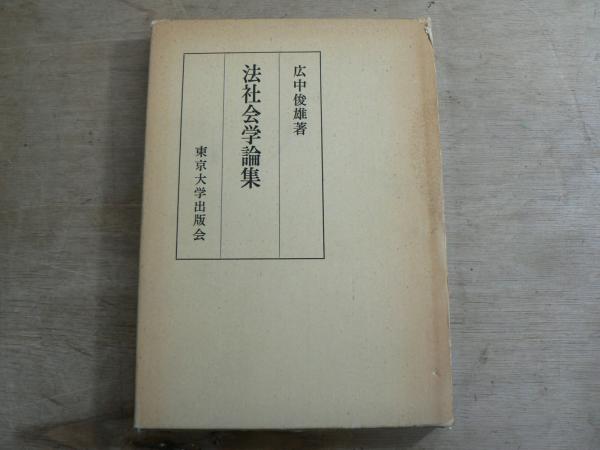 広中俊雄著
法社会学論集
東京大学出版会